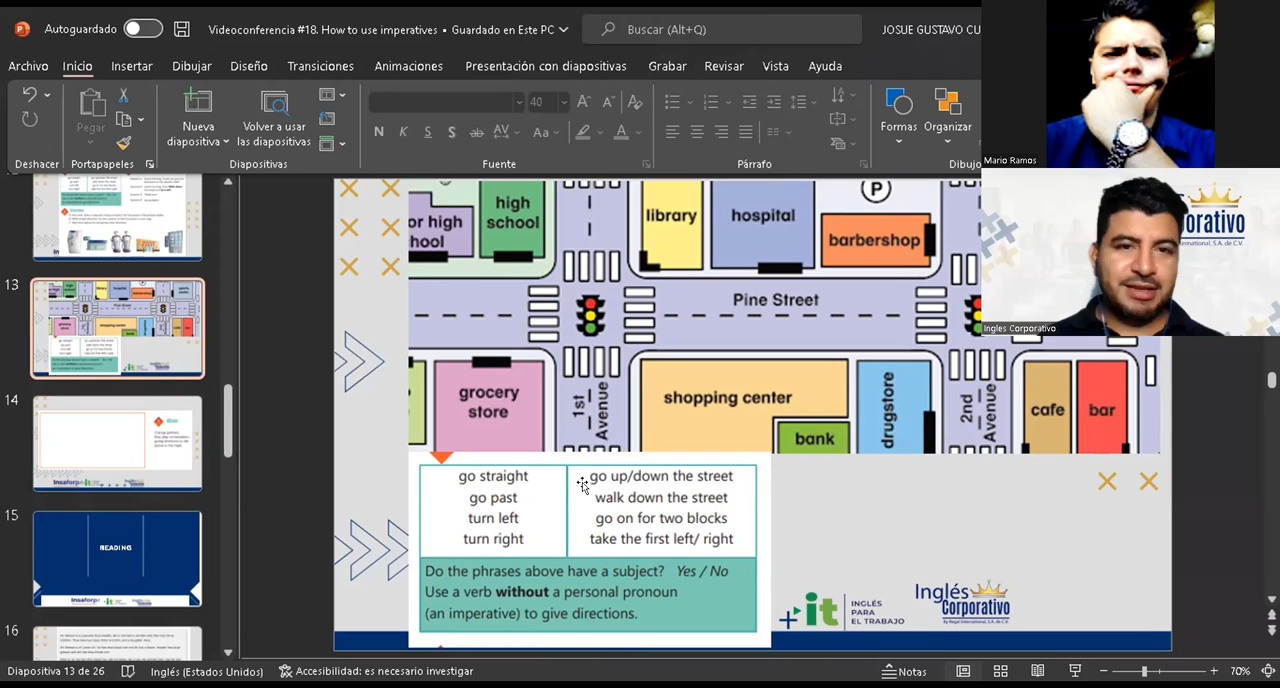 Autoguardado
Videoconferencia #18. How to use imperatives • Guardado en Este PC
Buscar (Alt+Q)
JOSUE GUSTAVO CU
Archivo Inicio Insertar Dibujar Diseño Transiciones Animaciones Presentación con diapositivas Grabar Revisar Vista Ayuda
Pegar
Nueva diapositiva
Volver a usar las diapositivas
40
N K S S ab AV Aa A
Formas Organizar
Deshacer Portapapeles Diapositivas Fuente Párrafo Dibujo
Mario Ramos
Corporativo
International, S.A. de C.V.
Ingles Corporativo
13
14
15
READING
16
or high
hool
high
school
library
hospital
P
barbershop
Pine Street
grocery
store
1st
Avenue
shopping center
bank
drugstore
2nd
Avenue
cafe
bar
go straight
go past
turn left
turn right
go up/down the street
walk down the street
go on for two blocks
take the first left/ right
Do the phrases above have a subject? Yes / No
Use a verb without a personal pronoun
(an imperative) to give directions.
it
INGLÉS
PARA
EL TRABAJO
Inglés
Corporativo
Diapositiva 13 de 26 Inglés (Estados Unidos) Accesibilidad: es necesario investigar Notas 70%